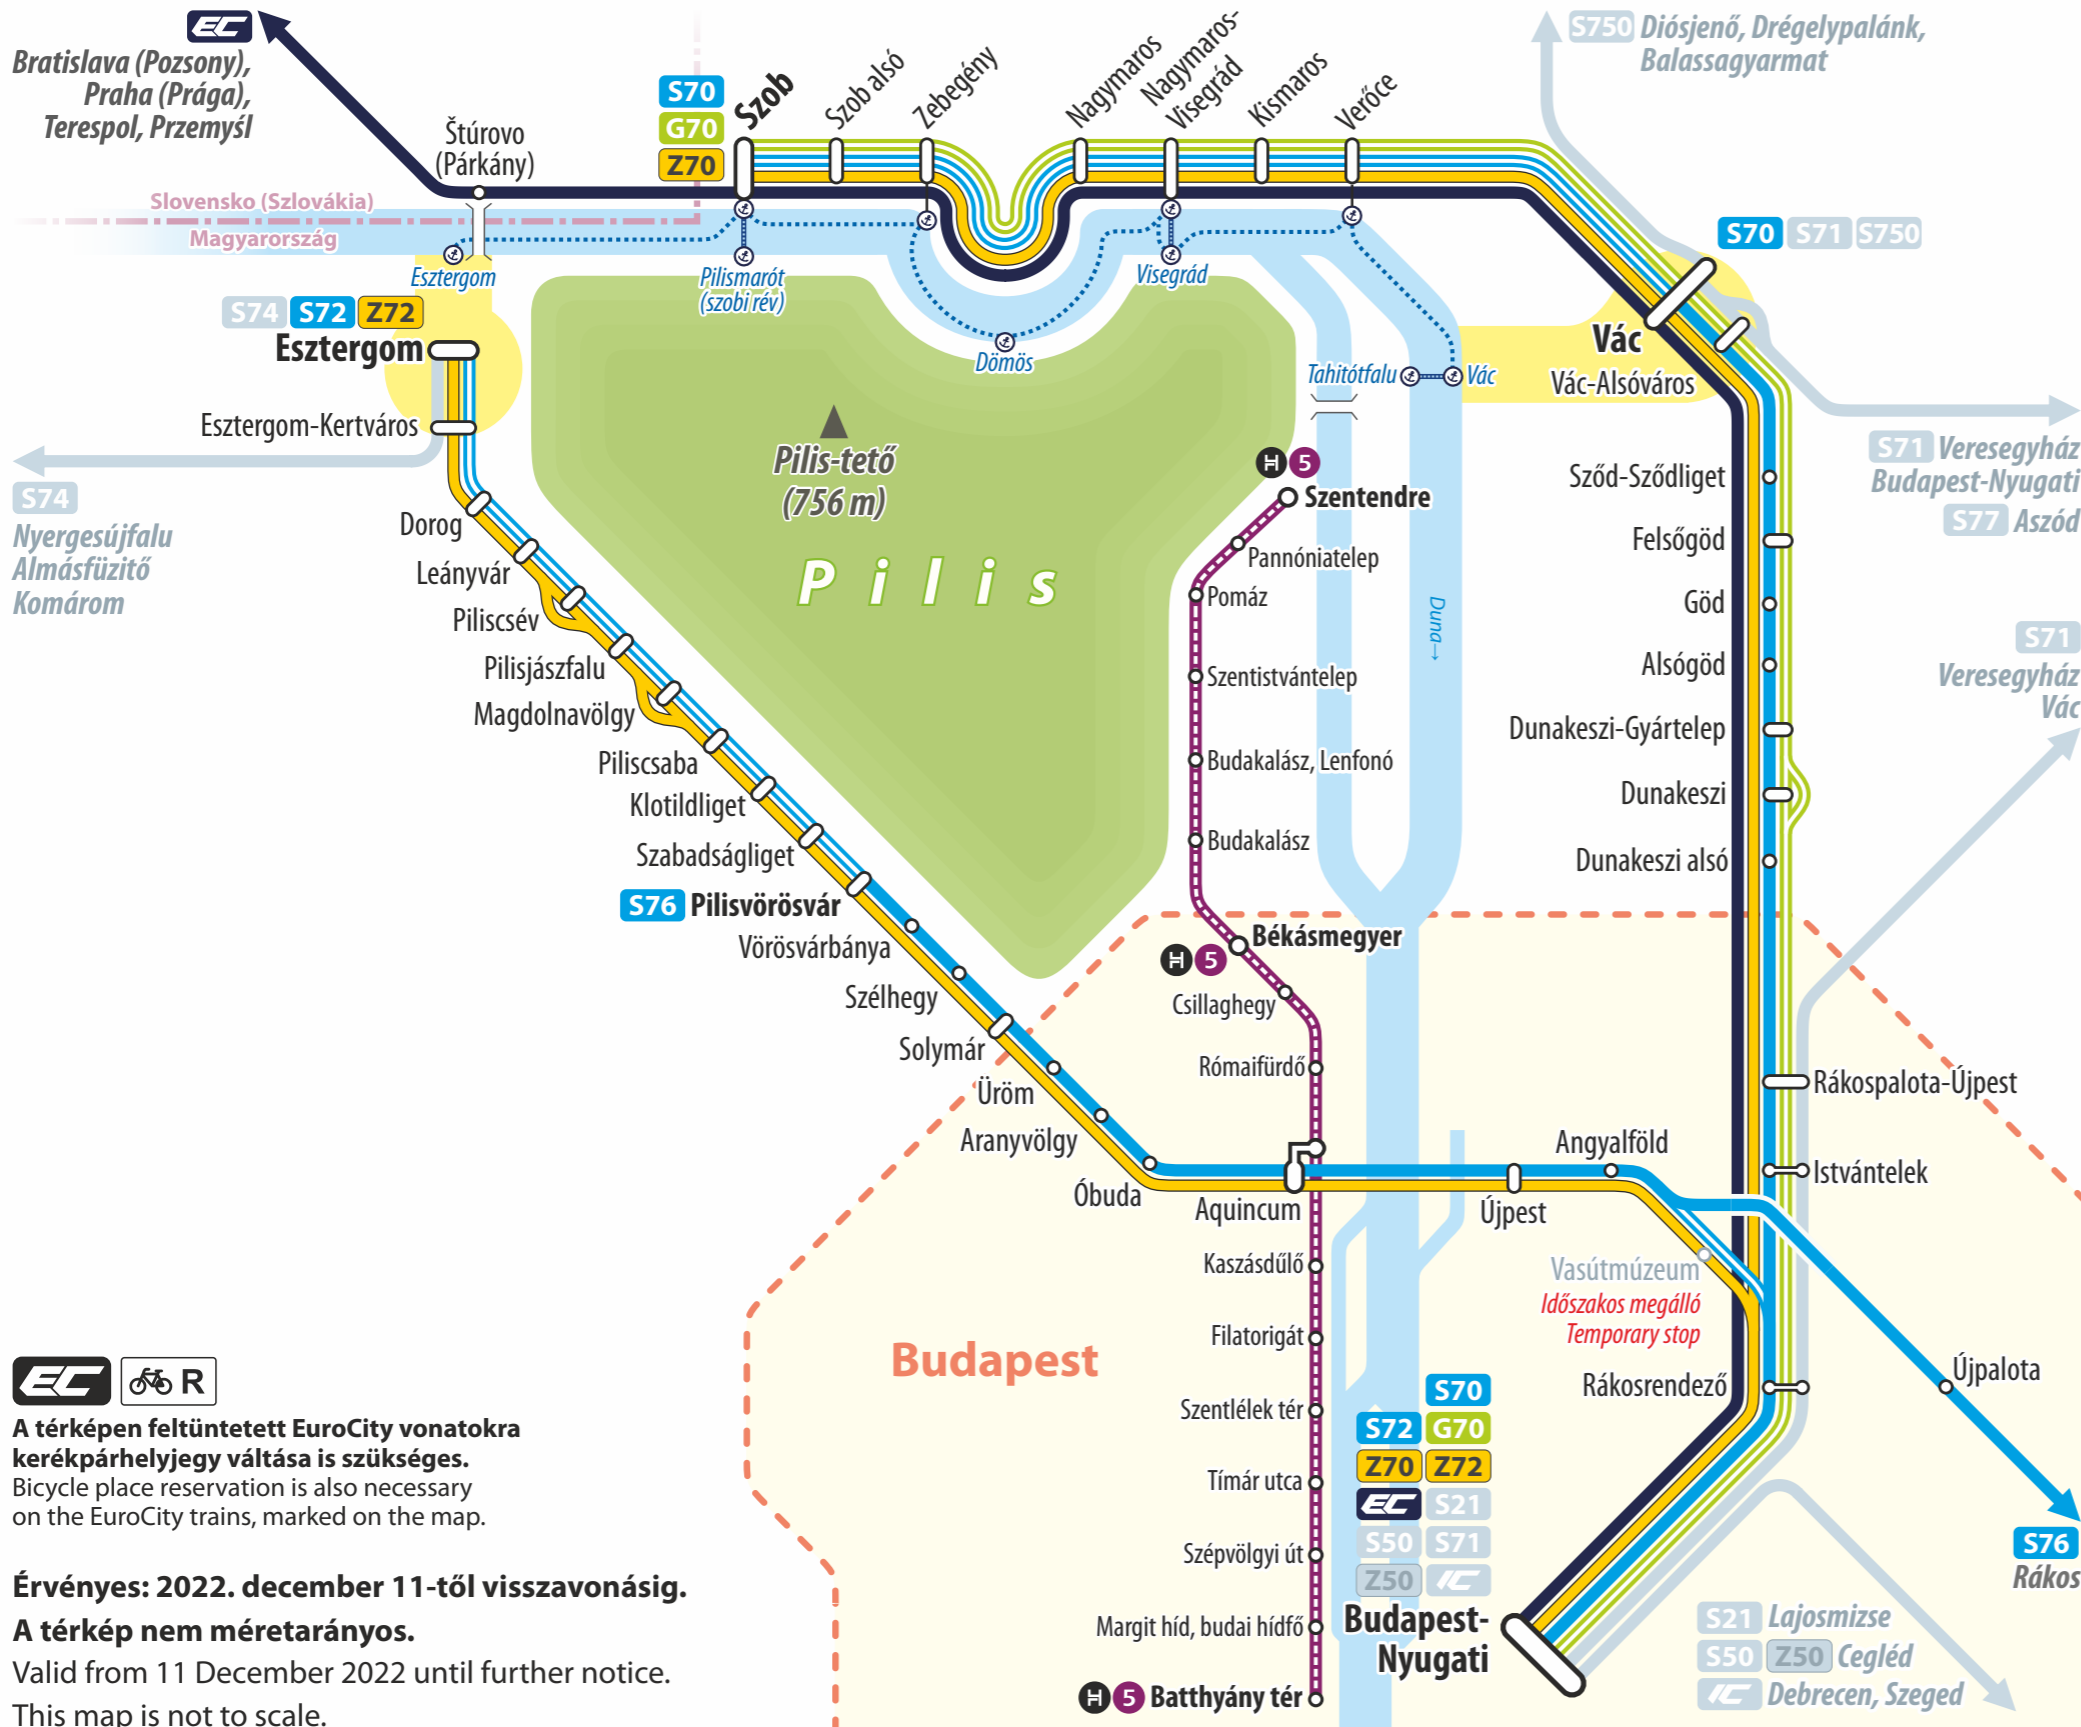 EC
Bratislava (Pozsony),
Praha (Prága),
Terespol, Przemyśl
Štúrovo
(Párkány)
Slovensko (Szlovákia)
Magyarország
S70
G70
Z70
Szob
Szob alsó
Zebegény
Nagymaros
Nagymaros-
Visegrád
Kismaros
Verőce
S750 Diósjenő, Drégelypalánk,
Balassagyarmat
S70 S71 S750
Vác
Vác-Alsóváros
Esztergom
Pilismarót
(szobi rév)
Dömös
Visegrád
Tahitótfalu
Vác
S74 S72 Z72
Esztergom
Esztergom-Kertváros
S74
Nyergesújfalu
Almásfüzitő
Komárom
Dorog
Leányvár
Piliscsév
Pilisjászfalu
Magdolnavölgy
Piliscsaba
Klotildliget
Szabadságliget
S76 Pilisvörösvár
Vörösvárbánya
Szélhegy
Solymár
Üröm
Aranyvölgy
Óbuda
Aquincum
Újpest
Angyalföld
Vasútmúzeum
Időszakos megálló
Temporary stop
Pilis-tető
(756 m)
Pilis
H 5
Szentendre
Pannóniatelep
Pomáz
Szentistvántelep
Budakalász, Lenfonó
Budakalász
Békásmegyer
H 5
Csillaghegy
Rómaifürdő
Kaszásdűlő
Filatorigát
Szentlélek tér
Tímár utca
Szépvölgyi út
Margit híd, budai hídfő
H 5 Batthyány tér
Duna→
S71 Veresegyház
Budapest-Nyugati
S77 Aszód
Sződ-Sződliget
Felsőgöd
Göd
Alsógöd
Dunakeszi-Gyártelep
Dunakeszi
Dunakeszi alsó
S71
Veresegyház
Vác
Rákospalota-Újpest
Istvántelek
Rákosrendező
Újpalota
S76
Rákos
Budapest
S70
S72 G70
Z70 Z72
EC S21
S50 S71
Z50 IC
Budapest-
Nyugati
S21 Lajosmizse
S50 Z50 Cegléd
IC Debrecen, Szeged
EC R
A térképen feltüntetett EuroCity vonatokra
kerékpárhelyjegy váltása is szükséges.
Bicycle place reservation is also necessary
on the EuroCity trains, marked on the map.
Érvényes: 2022. december 11-től visszavonásig.
A térkép nem méretarányos.
Valid from 11 December 2022 until further notice.
This map is not to scale.